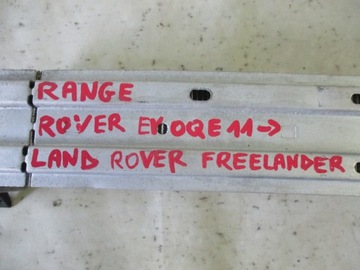 RANGE
ROVER EVOQE 11->
LAND ROVER FREELANDER